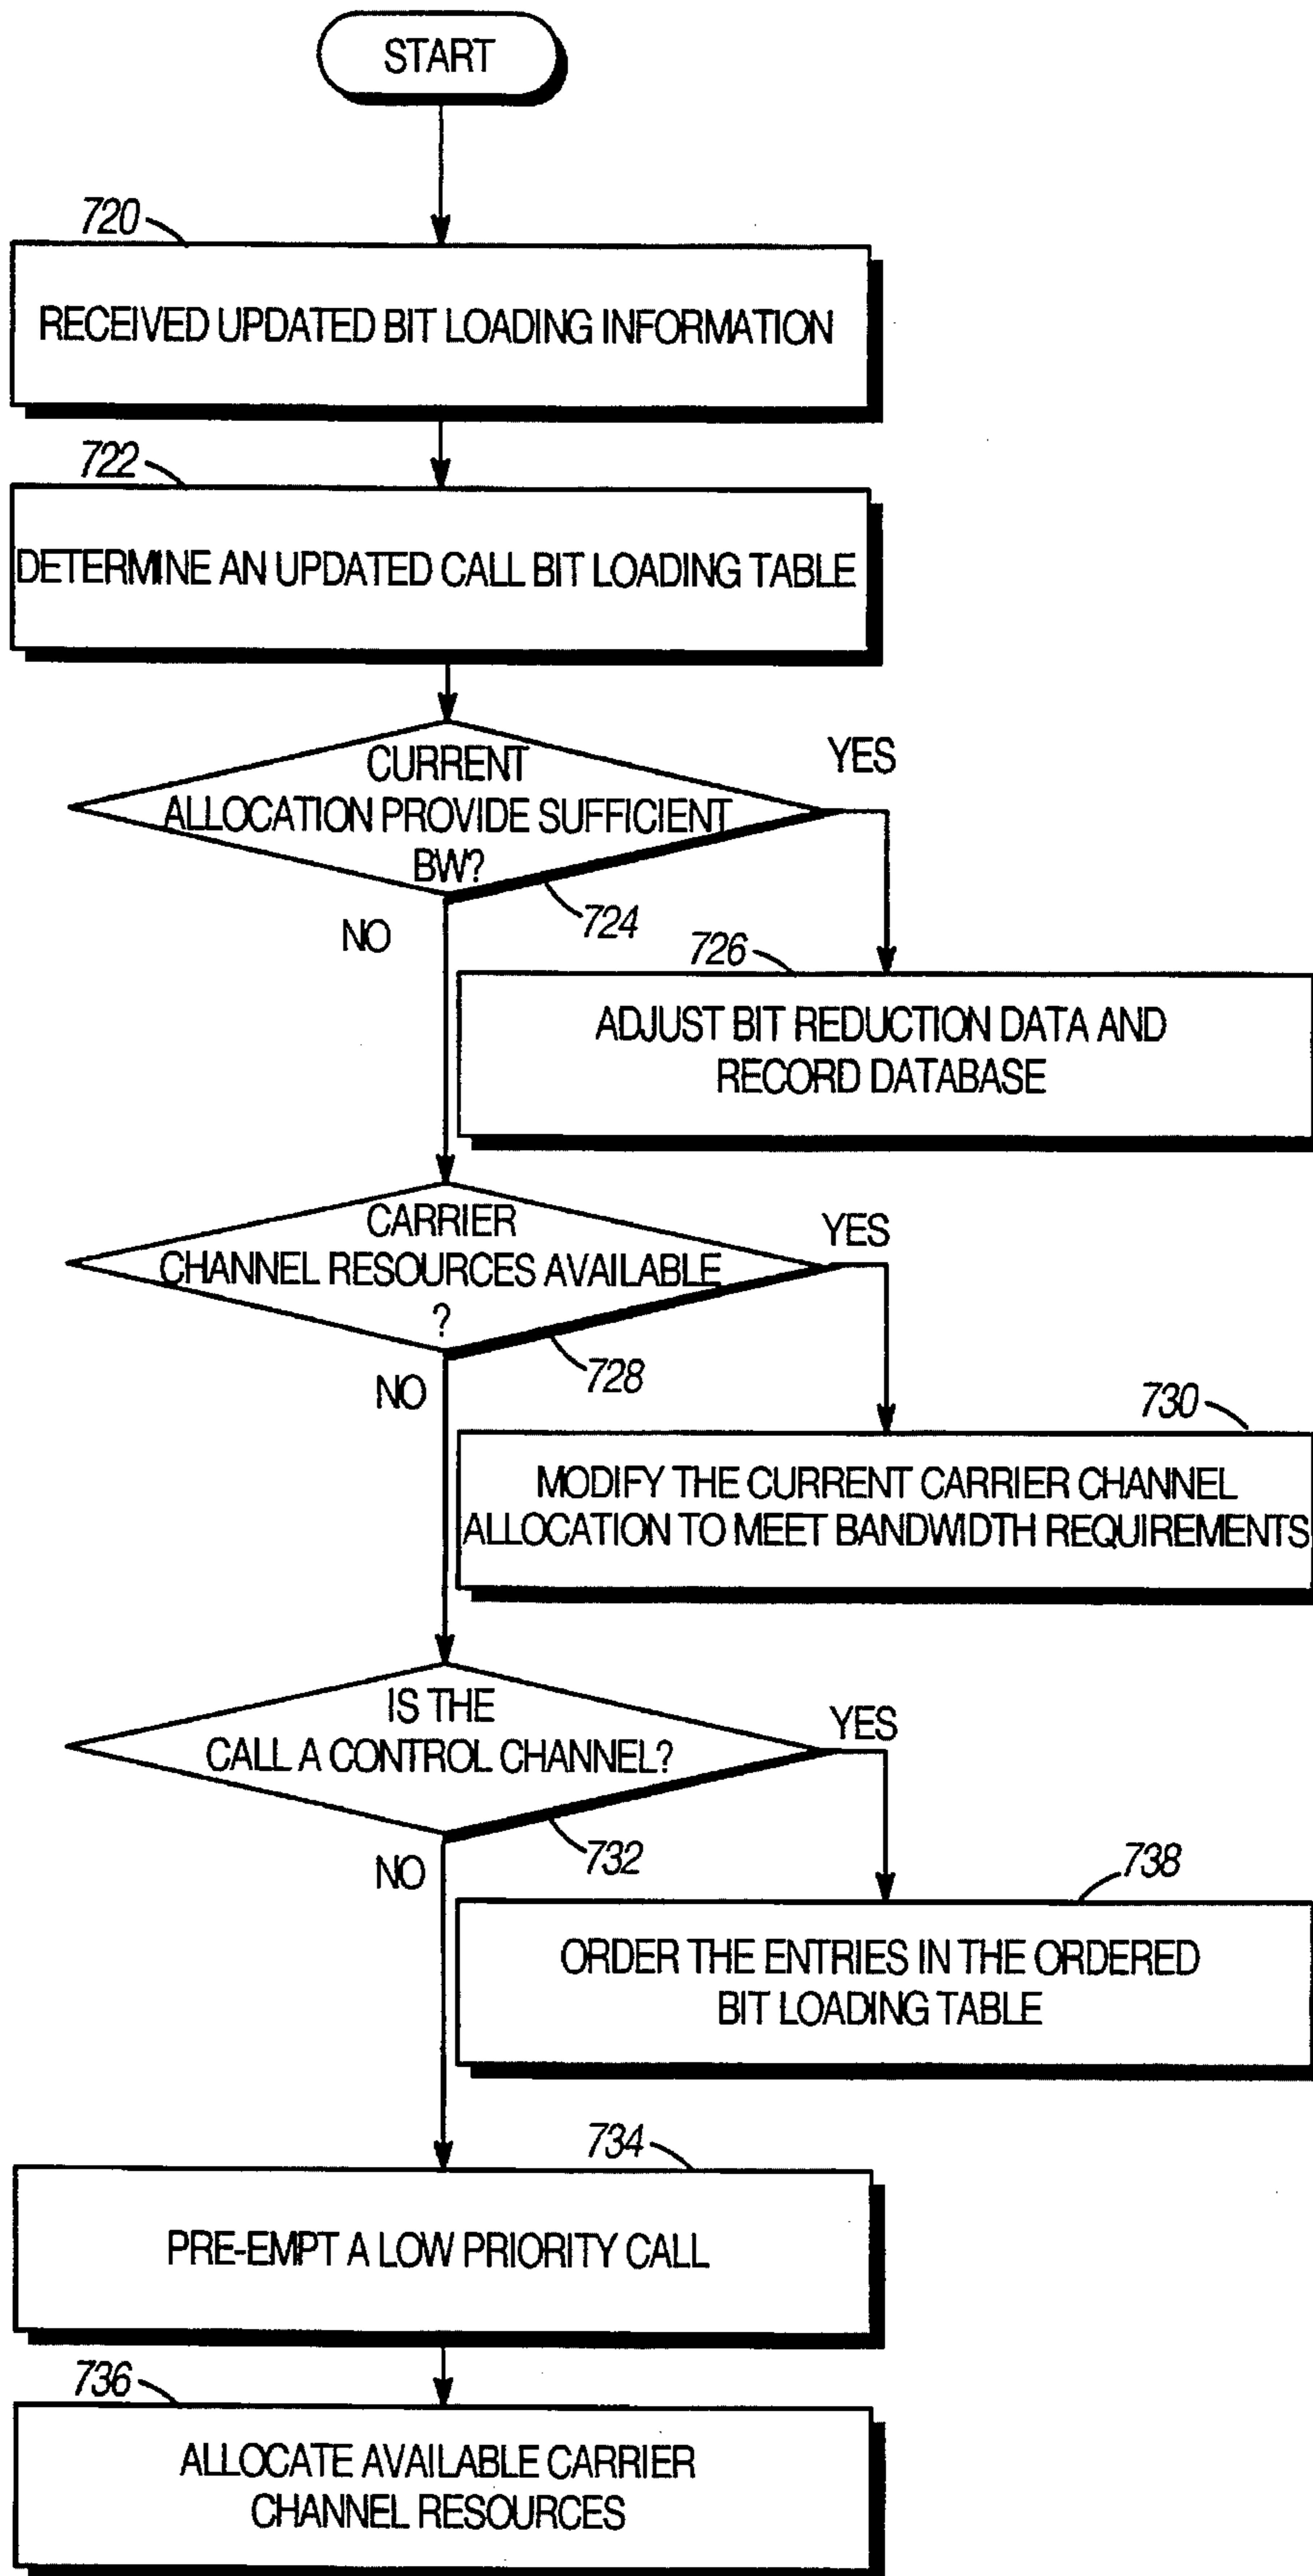 START
720
RECEIVED UPDATED BIT LOADING INFORMATION
722
DETERMINE AN UPDATED CALL BIT LOADING TABLE
CURRENT
ALLOCATION PROVIDE SUFFICIENT
BW?
YES
724
NO
726
ADJUST BIT REDUCTION DATA AND
RECORD DATABASE
CARRIER
CHANNEL RESOURCES AVAILABLE
?
YES
728
NO
730
MODIFY THE CURRENT CARRIER CHANNEL
ALLOCATION TO MEET BANDWIDTH REQUIREMENTS
IS THE
CALL A CONTROL CHANNEL?
YES
732
NO
738
ORDER THE ENTRIES IN THE ORDERED
BIT LOADING TABLE
734
PRE-EMPT A LOW PRIORITY CALL
736
ALLOCATE AVAILABLE CARRIER
CHANNEL RESOURCES